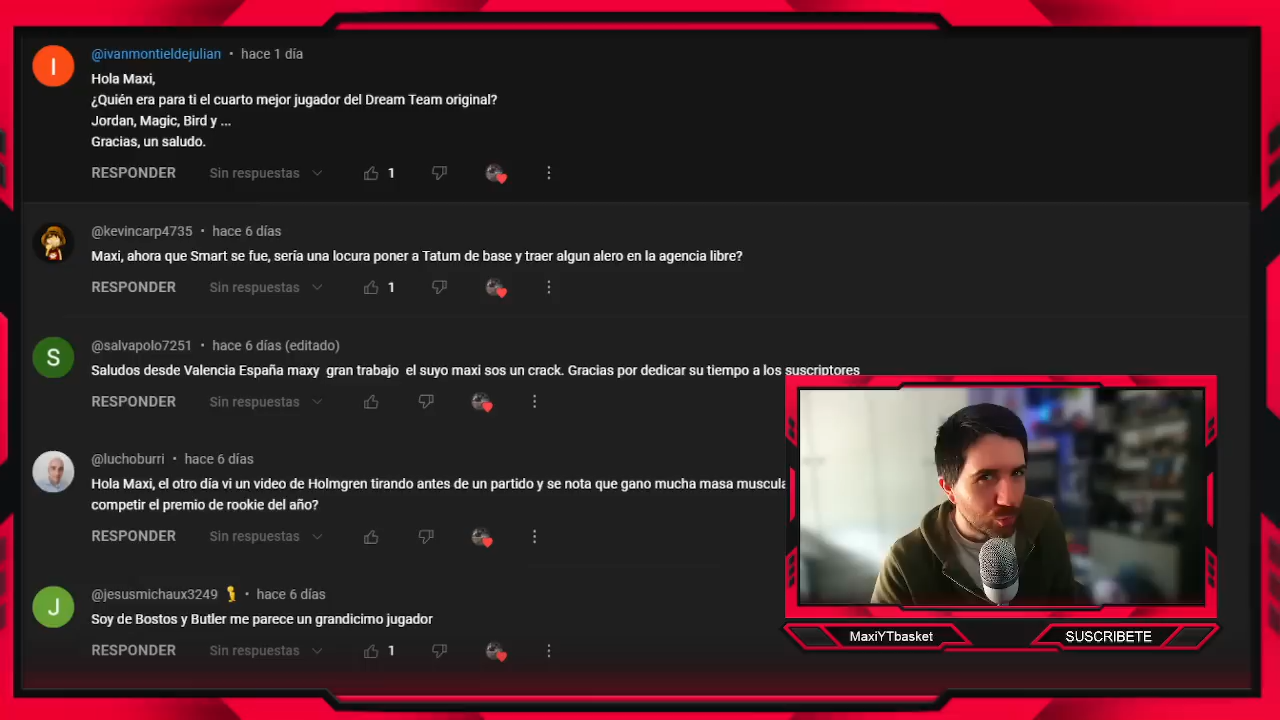 I
@ivanmontieldejulian • hace 1 día
Hola Maxi,
¿Quién era para ti el cuarto mejor jugador del Dream Team original?
Jordan, Magic, Bird y ...
Gracias, un saludo.
RESPONDER Sin respuestas 1
@kevincarp4735 • hace 6 días
Maxi, ahora que Smart se fue, sería una locura poner a Tatum de base y traer algun alero en la agencia libre?
RESPONDER Sin respuestas 1
S
@salvapolo7251 • hace 6 días (editado)
Saludos desde Valencia España maxy gran trabajo el suyo maxi sos un crack. Gracias por dedicar su tiempo a los suscriptores
RESPONDER Sin respuestas
@luchoburri • hace 6 días
Hola Maxi, el otro día vi un video de Holmgren tirando antes de un partido y se nota que gano mucha masa muscula
competir el premio de rookie del año?
RESPONDER Sin respuestas
J
@jesusmichaux3249 • hace 6 días
Soy de Bostos y Butler me parece un grandicimo jugador
RESPONDER Sin respuestas 1
MaxiYTbasket
SUSCRIBETE